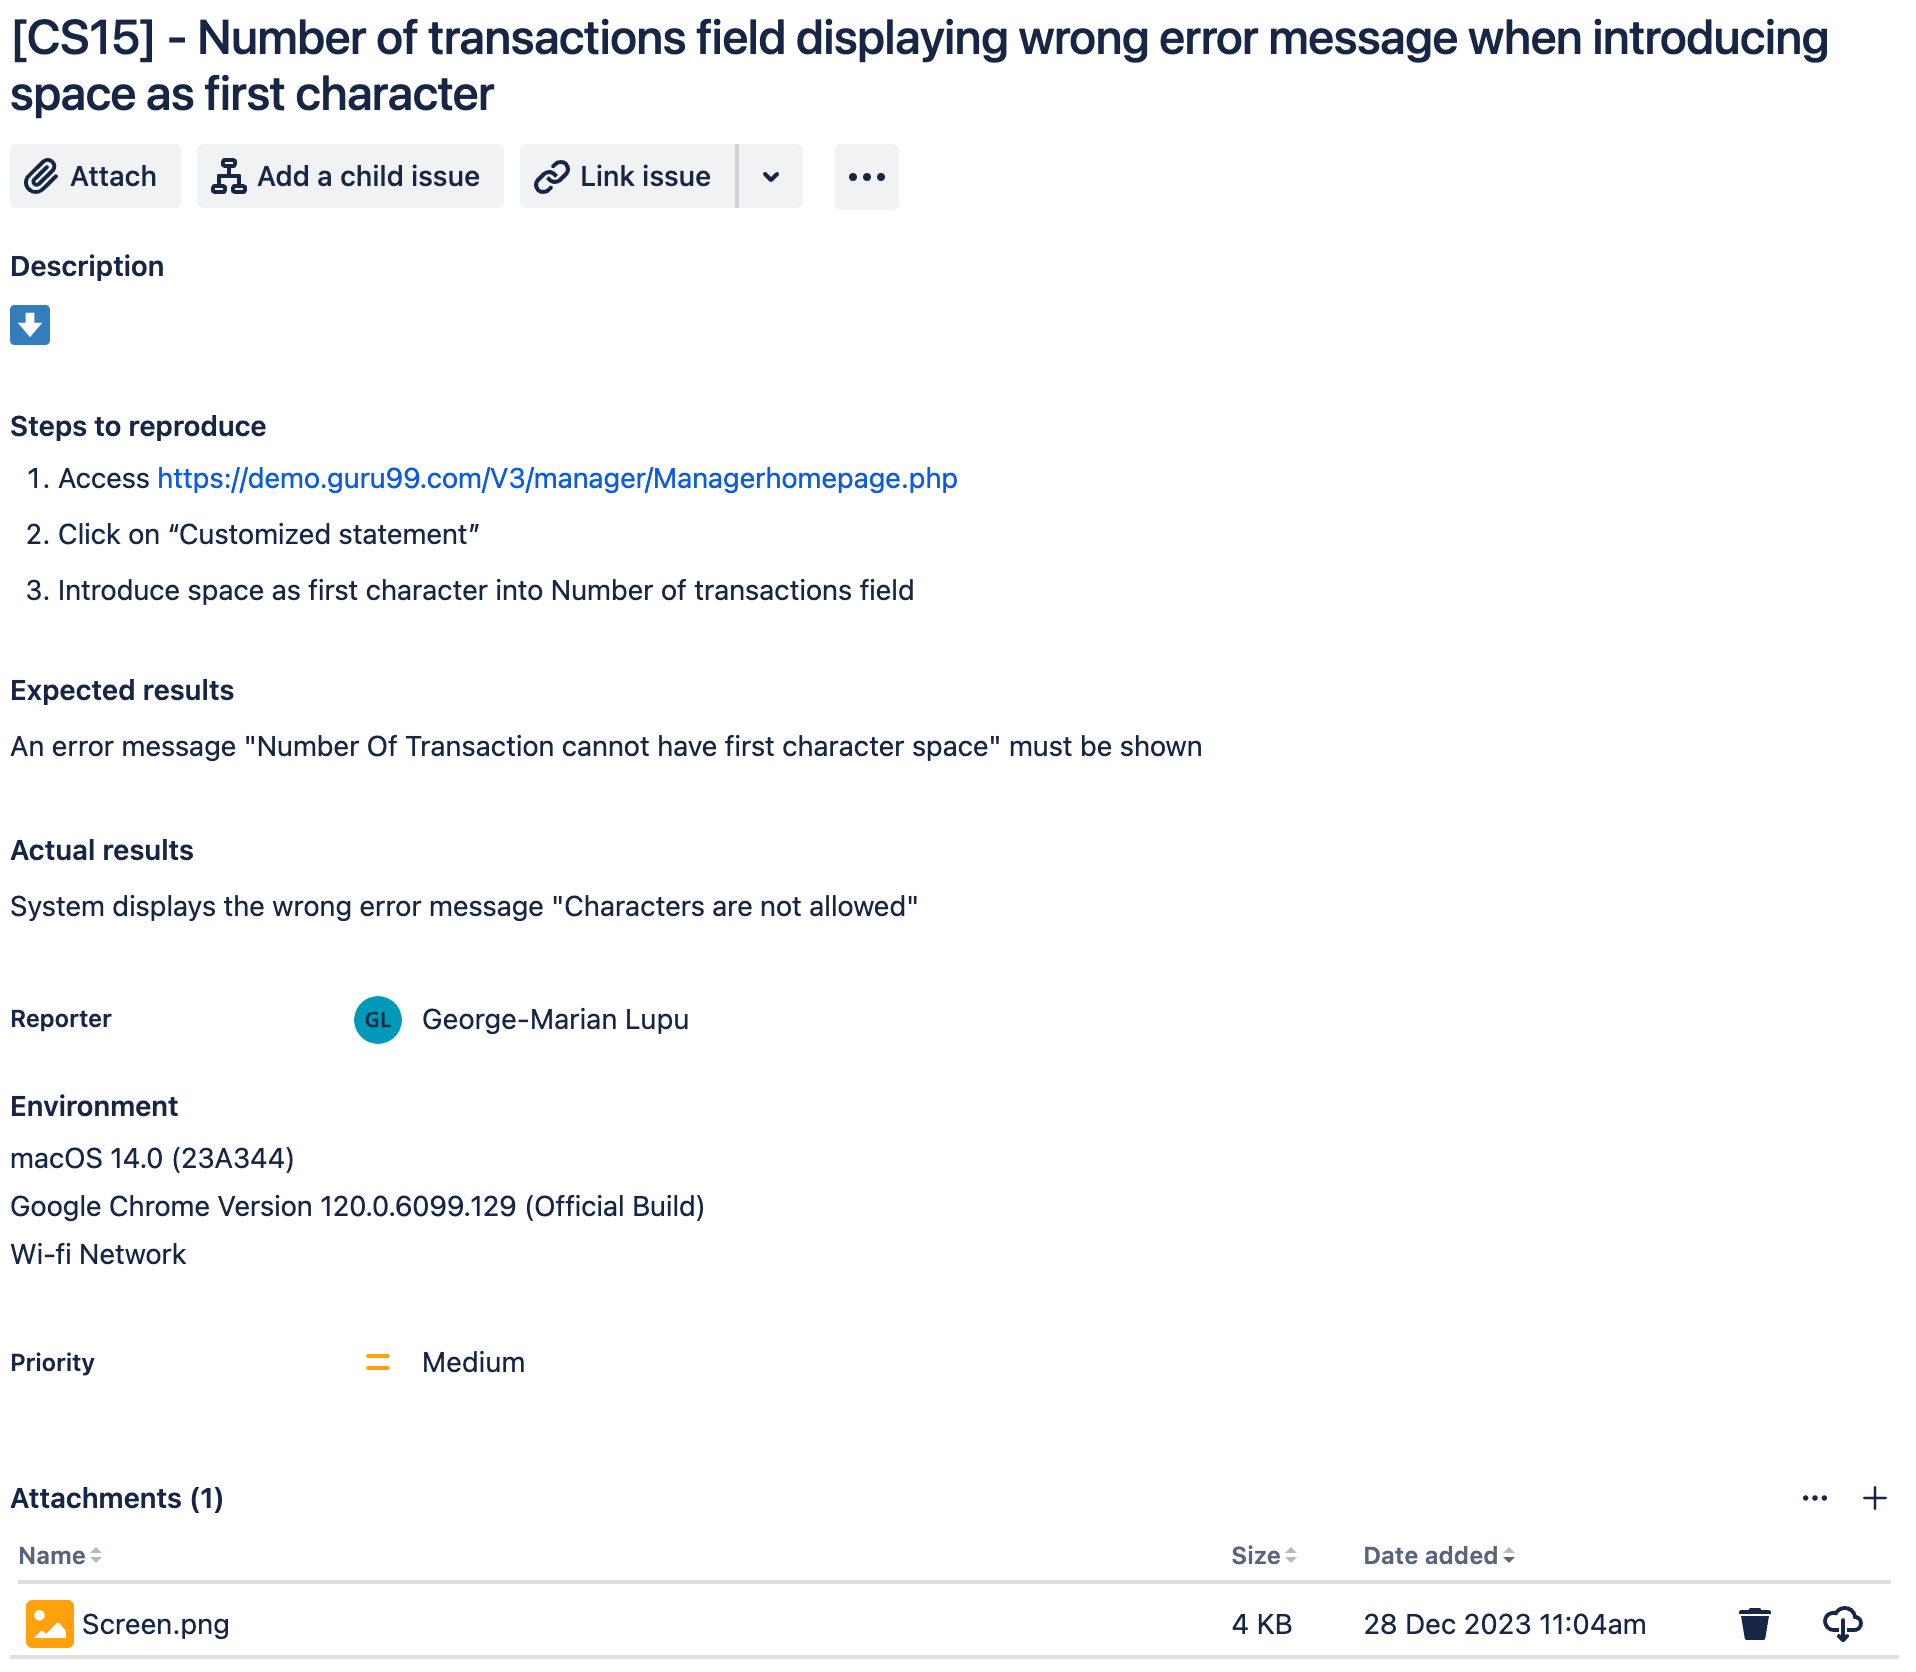 [CS15] - Number of transactions field displaying wrong error message when introducing
space as first character
Attach Add a child issue Link issue
Description
Steps to reproduce
1. Access https://demo.guru99.com/V3/manager/Managerhomepage.php
2. Click on “Customized statement”
3. Introduce space as first character into Number of transactions field
Expected results
An error message "Number Of Transaction cannot have first character space" must be shown
Actual results
System displays the wrong error message "Characters are not allowed"
Reporter GL George-Marian Lupu
Environment
macOS 14.0 (23A344)
Google Chrome Version 120.0.6099.129 (Official Build)
Wi-fi Network
Priority Medium
Attachments (1)
Name Size Date added
Screen.png 4 KB 28 Dec 2023 11:04am